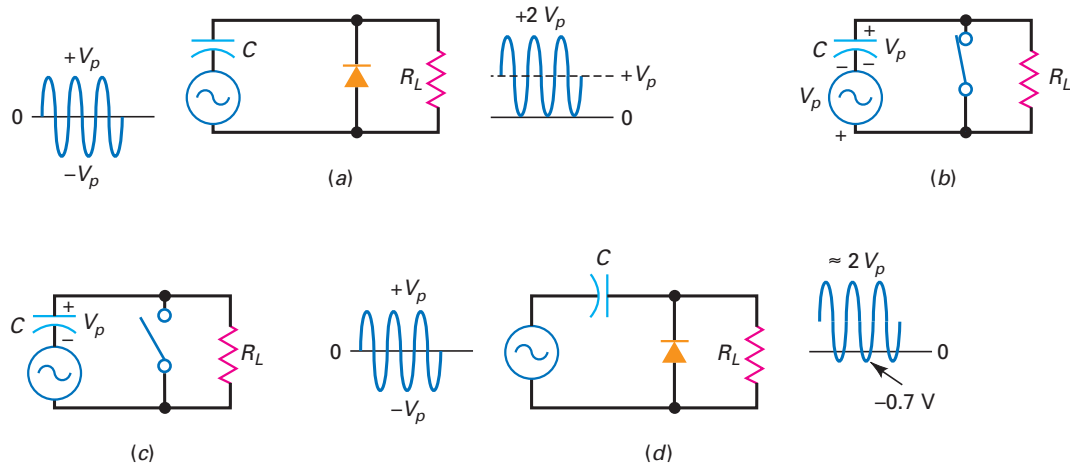 +V_p
0
−V_p
C
R_L
(a)
+2 V_p
+V_p
0
C
+
V_p
−
−
V_p
+
R_L
(b)
C
+
V_p
−
R_L
(c)
+V_p
0
−V_p
C
R_L
(d)
≈ 2 V_p
0
−0.7 V